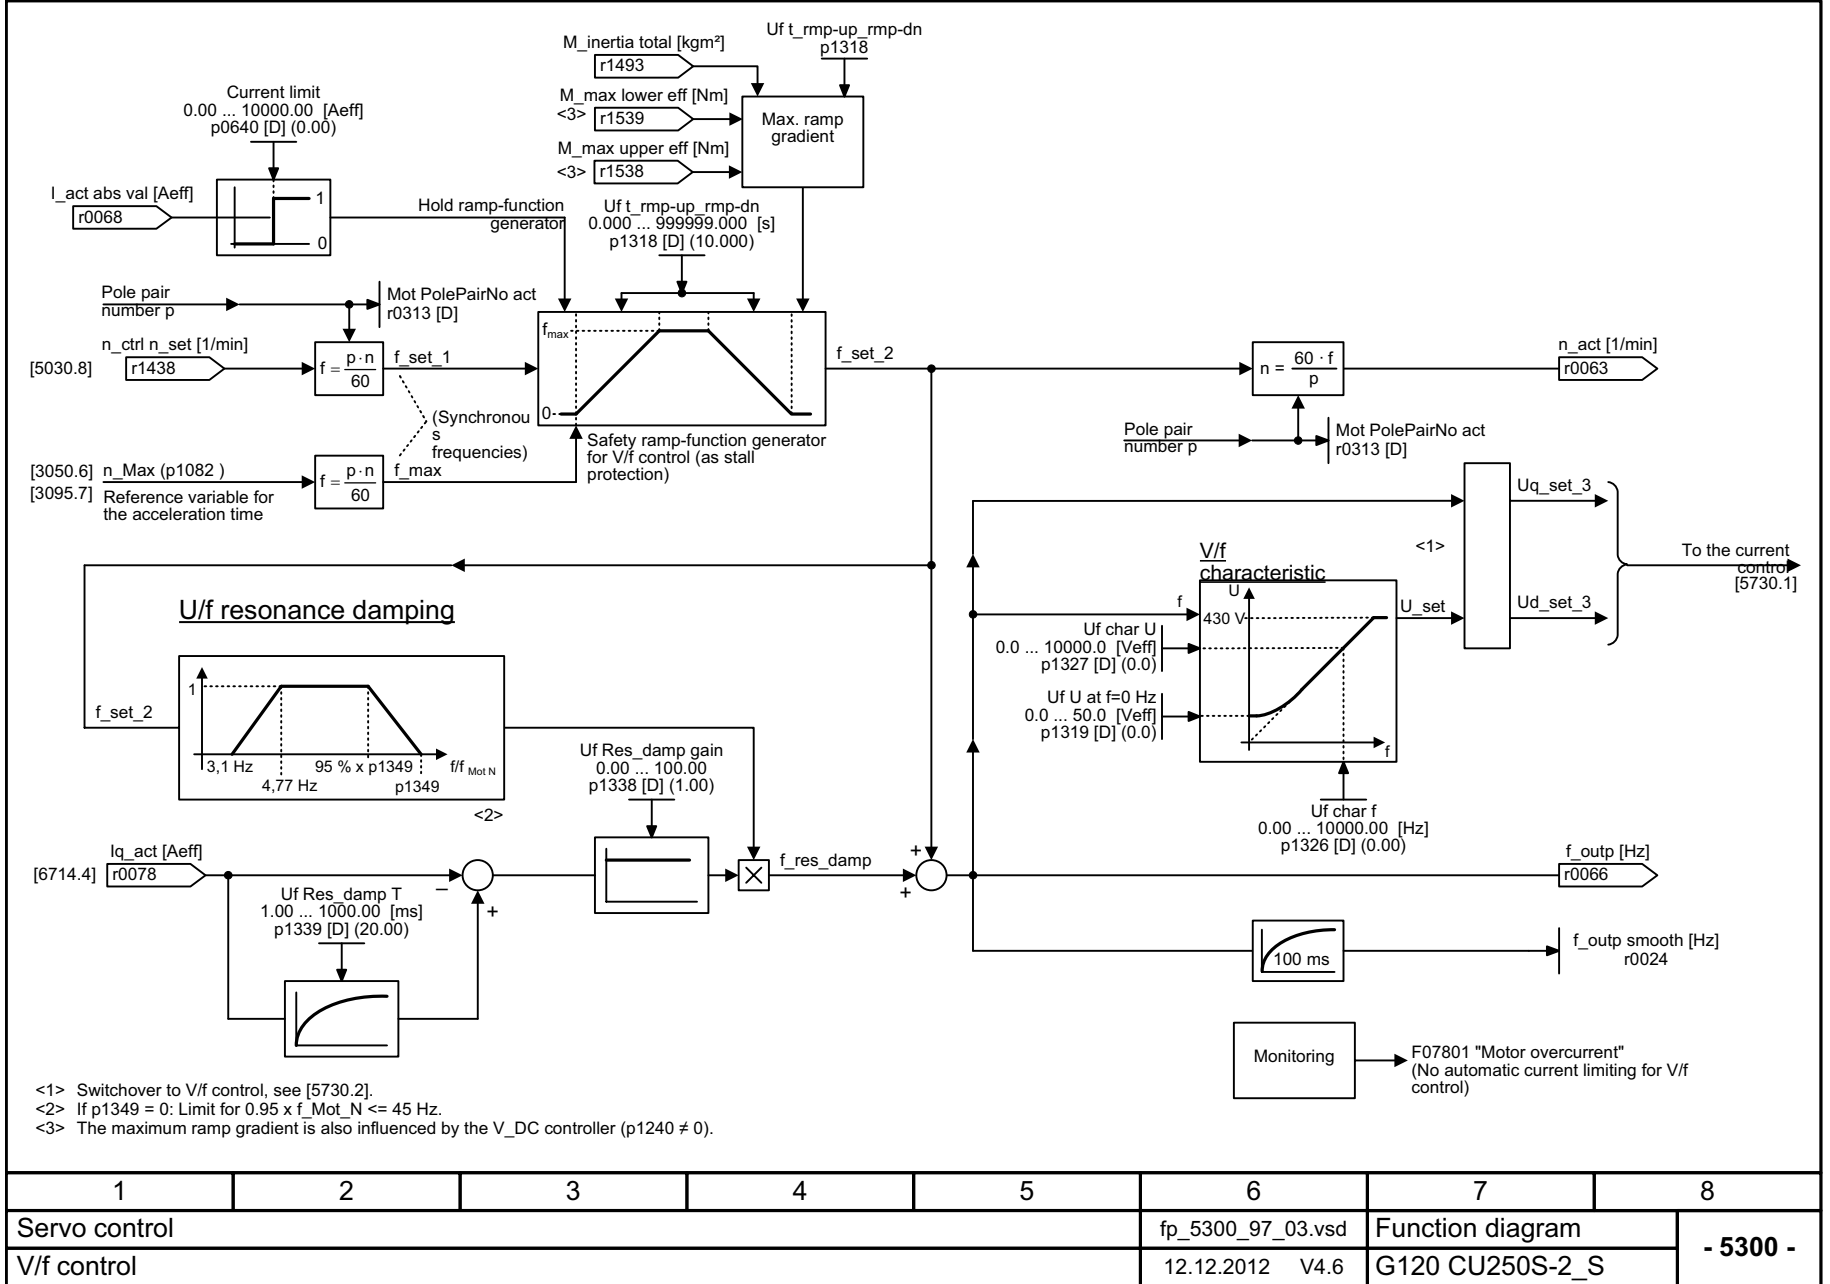 M_inertia total [kgm²]
r1493
Uf t_rmp-up_rmp-dn
p1318
M_max lower eff [Nm]
<3> r1539
M_max upper eff [Nm]
<3> r1538
Max. ramp
gradient
Current limit
0.00 ... 10000.00 [Aeff]
p0640 [D] (0.00)
I_act abs val [Aeff]
r0068
1
0
Hold ramp-function
generator
Uf t_rmp-up_rmp-dn
0.000 ... 999999.000 [s]
p1318 [D] (10.000)
Pole pair
number p
Mot PolePairNo act
r0313 [D]
n_ctrl n_set [1/min]
[5030.8] r1438
f = p·n
60
f_set_1
fmax
0
f_set_2
(Synchronou
s
frequencies)
[3050.6] n_Max (p1082 )
[3095.7] Reference variable for
the acceleration time
f = p·n
60
f_max
Safety ramp-function generator
for V/f control (as stall
protection)
n = 60 · f
p
n_act [1/min]
r0063
Pole pair
number p
Mot PolePairNo act
r0313 [D]
Uq_set_3
<1>
To the current
control
[5730.1]
Ud_set_3
V/f
characteristic
f
U
430 V
U_set
f
Uf char U
0.0 ... 10000.0 [Veff]
p1327 [D] (0.0)
Uf U at f=0 Hz
0.0 ... 50.0 [Veff]
p1319 [D] (0.0)
Uf char f
0.00 ... 10000.00 [Hz]
p1326 [D] (0.00)
U/f resonance damping
f_set_2
1
3,1 Hz
4,77 Hz
95 % x p1349
p1349
f/f Mot N
<2>
Uf Res_damp gain
0.00 ... 100.00
p1338 [D] (1.00)
Iq_act [Aeff]
[6714.4] r0078
–
+
Uf Res_damp T
1.00 ... 1000.00 [ms]
p1339 [D] (20.00)
f_res_damp
+
+
f_outp [Hz]
r0066
100 ms
f_outp smooth [Hz]
r0024
Monitoring
F07801 "Motor overcurrent"
(No automatic current limiting for V/f
control)
<1> Switchover to V/f control, see [5730.2].
<2> If p1349 = 0: Limit for 0.95 x f_Mot_N <= 45 Hz.
<3> The maximum ramp gradient is also influenced by the V_DC controller (p1240 ≠ 0).
1 2 3 4 5 6 7 8
Servo control
fp_5300_97_03.vsd
Function diagram
- 5300 -
V/f control
12.12.2012 V4.6
G120 CU250S-2_S